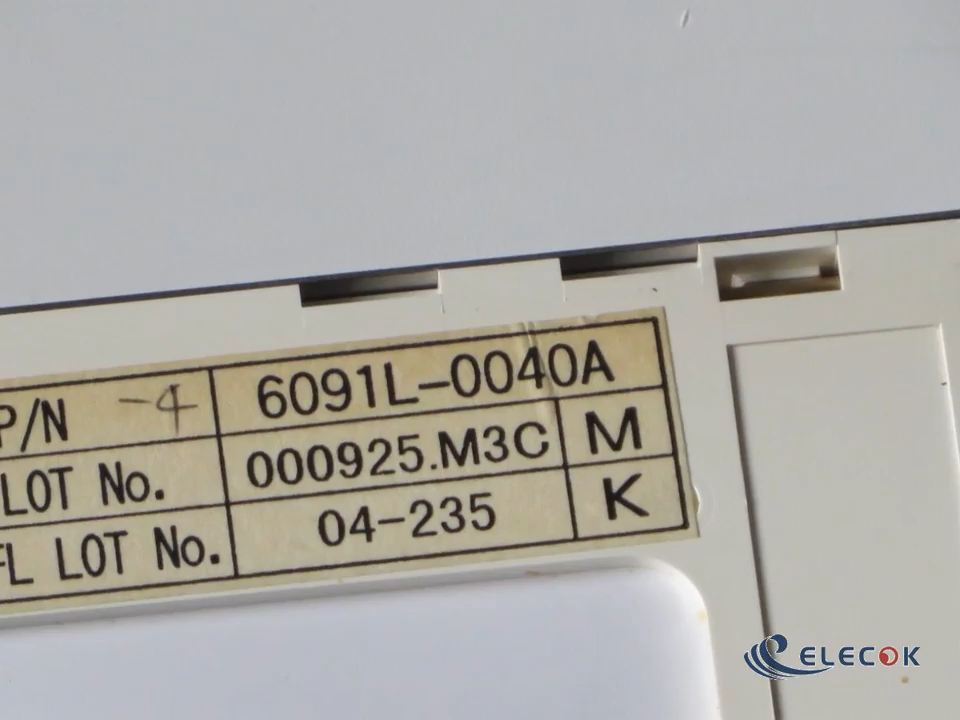 P/N -4 6091L-0040A
LOT No. 000925.M3C M
FL LOT No. 04-235 K
ELECOK